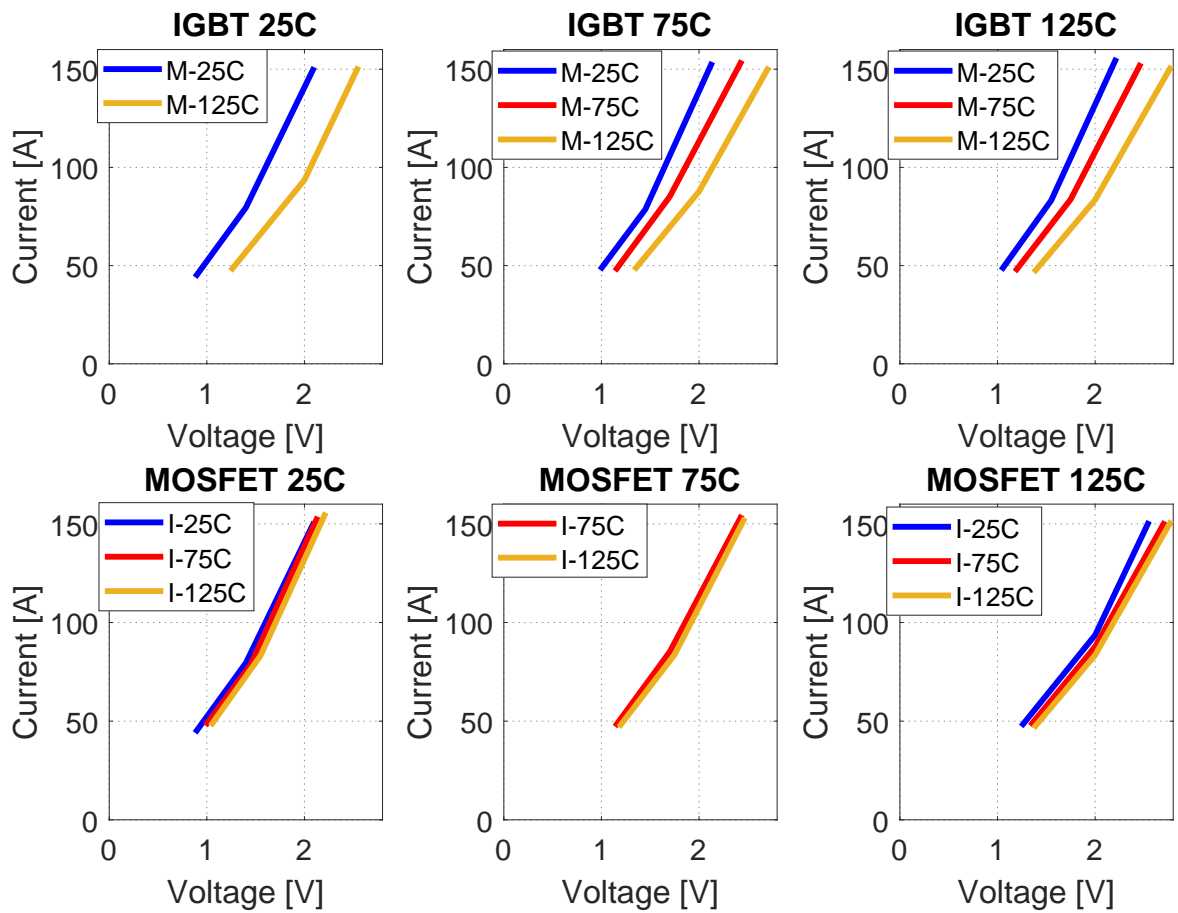 IGBT 25C
150
100
50
0
0
1
2
Current [A]
Voltage [V]
M-25C
M-125C
IGBT 75C
150
100
50
0
0
1
2
Current [A]
Voltage [V]
M-25C
M-75C
M-125C
IGBT 125C
150
100
50
0
0
1
2
Current [A]
Voltage [V]
M-25C
M-75C
M-125C
MOSFET 25C
150
100
50
0
0
1
2
Current [A]
Voltage [V]
I-25C
I-75C
I-125C
MOSFET 75C
150
100
50
0
0
1
2
Current [A]
Voltage [V]
I-75C
I-125C
MOSFET 125C
150
100
50
0
0
1
2
Current [A]
Voltage [V]
I-25C
I-75C
I-125C